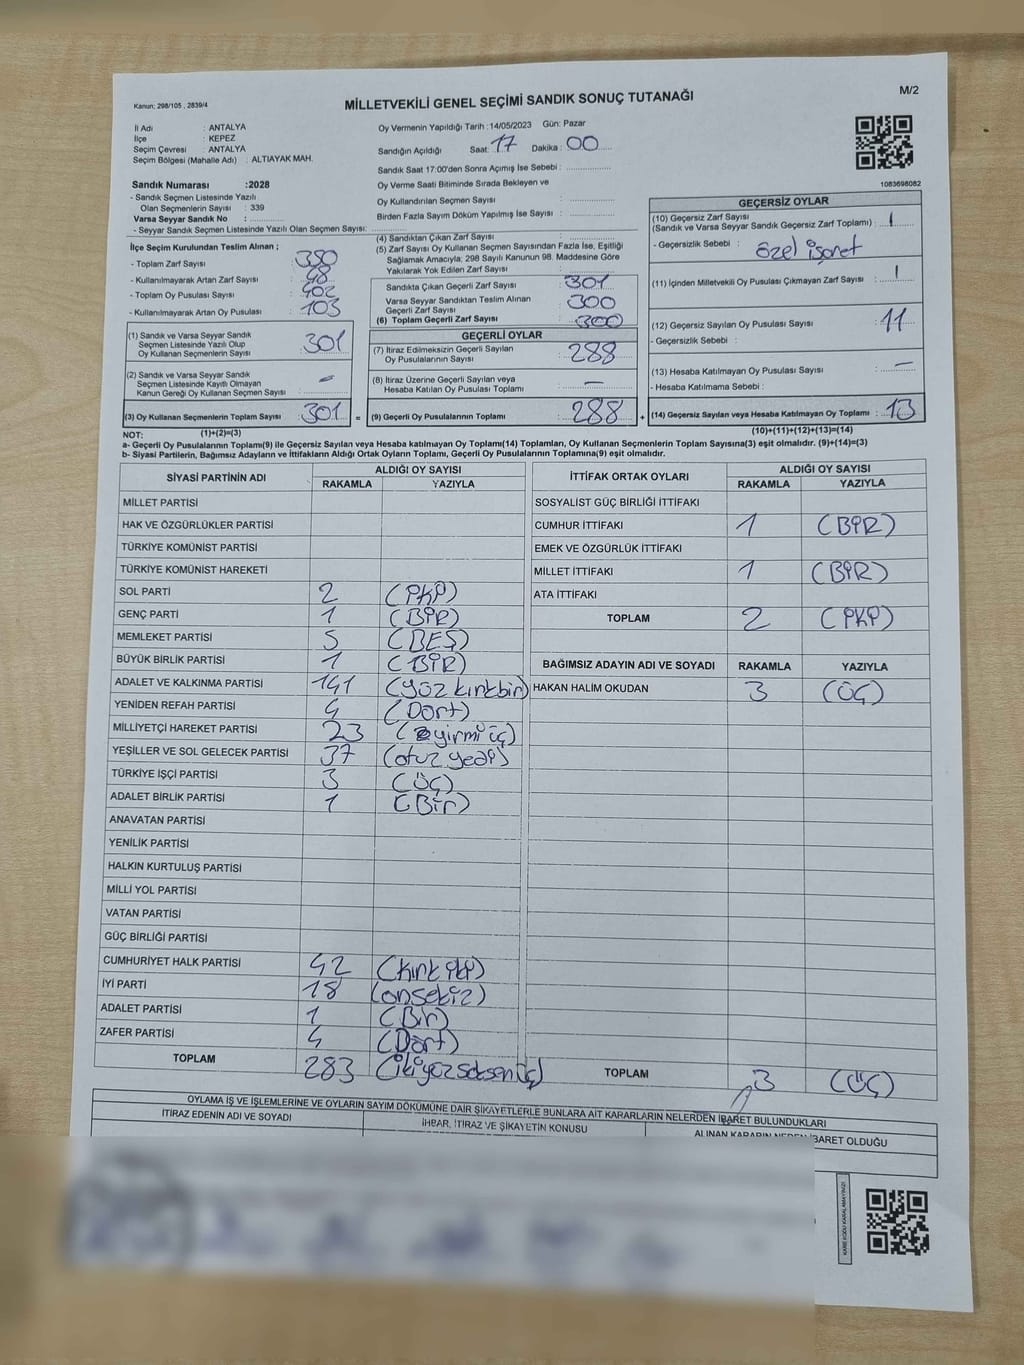 M/2
Kanun: 298/105 , 2839/4
MİLLETVEKİLİ GENEL SEÇİMİ SANDIK SONUÇ TUTANAĞI
İl Adı : ANTALYA
İlçe : KEPEZ
Seçim Çevresi : ANTALYA
Seçim Bölgesi (Mahalle Adı) : ALTIAYAK MAH.
Sandık Numarası :2028
- Sandık Seçmen Listesinde Yazılı
Olan Seçmenlerin Sayısı : 339
Varsa Seyyar Sandık No :
- Seyyar Sandık Seçmen Listesinde Yazılı Olan Seçmen Sayısı:
Oy Vermenin Yapıldığı Tarih :14/05/2023 Gün: Pazar
Sandığın Açıldığı Saat: 17 Dakika : 00
Sandık Saat 17:00'den Sonra Açımış İse Sebebi :
Oy Verme Saati Bitiminde Sırada Bekleyen ve
Oy Kullandırılan Seçmen Sayısı
Birden Fazla Sayım Döküm Yapılmış İse Sayısı :
1083698082
İlçe Seçim Kurulundan Teslim Alınan ;
- Toplam Zarf Sayısı : 350
- Kullanılmayarak Artan Zarf Sayısı : 48
- Toplam Oy Pusulası Sayısı : 402
- Kullanılmayarak Artan Oy Pusulası : 103
(1) Sandık ve Varsa Seyyar Sandık
Seçmen Listesinde Yazılı Olup
Oy Kullanan Seçmenlerin Sayısı : 301
(2) Sandık ve Varsa Seyyar Sandık
Seçmen Listesinde Kayıtlı Olmayan
Kanun Gereği Oy Kullanan Seçmen Sayısı : –
(3) Oy Kullanan Seçmenlerin Toplam Sayısı : 301 =
(4) Sandıktan Çıkan Zarf Sayısı :
(5) Zarf Sayısı Oy Kullanan Seçmen Sayısından Fazla İse, Eşitliği
Sağlamak Amacıyla; 298 Sayılı Kanunun 98. Maddesine Göre
Yakılarak Yok Edilen Zarf Sayısı :
Sandıkta Çıkan Geçerli Zarf Sayısı : 301
Varsa Seyyar Sandıktan Teslim Alınan
Geçerli Zarf Sayısı : 300
(6) Toplam Geçerli Zarf Sayısı : 300
GEÇERLİ OYLAR
(7) İtiraz Edilmeksizin Geçerli Sayılan
Oy Pusulalarının Sayısı : 288
(8) İtiraz Üzerine Geçerli Sayılan veya
Hesaba Katılan Oy Pusulası Toplamı : –
(9) Geçerli Oy Pusulalarının Toplamı : 288 +
GEÇERSİZ OYLAR
(10) Geçersiz Zarf Sayısı
(Sandık ve Varsa Seyyar Sandık Geçersiz Zarf Toplamı) : 1
- Geçersizlik Sebebi : özel işaret
(11) İçinden Milletvekili Oy Pusulası Çıkmayan Zarf Sayısı : 1
(12) Geçersiz Sayılan Oy Pusulası Sayısı : 11
- Geçersizlik Sebebi :
(13) Hesaba Katılmayan Oy Pusulası Sayısı : –
- Hesaba Katılmama Sebebi :
(14) Geçersiz Sayılan veya Hesaba Katılmayan Oy Toplamı : 13
NOT: (1)+(2)=(3)
(10)+(11)+(12)+(13)=(14)
a- Geçerli Oy Pusulalarının Toplamı(9) ile Geçersiz Sayılan veya Hesaba katılmayan Oy Toplamı(14) Toplamları, Oy Kullanan Seçmenlerin Toplam Sayısına(3) eşit olmalıdır. (9)+(14)=(3)
b- Siyasi Partilerin, Bağımsız Adayların ve İttifakların Aldığı Ortak Oyların Toplamı, Geçerli Oy Pusulalarının Toplamına(9) eşit olmalıdır.
SİYASİ PARTİNİN ADI ALDIĞI OY SAYISI
RAKAMLA YAZIYLA
MİLLET PARTİSİ
HAK VE ÖZGÜRLÜKLER PARTİSİ
TÜRKİYE KOMÜNİST PARTİSİ
TÜRKİYE KOMÜNİST HAREKETİ
SOL PARTİ 2 (İKİ)
GENÇ PARTİ 1 (BİR)
MEMLEKET PARTİSİ 5 (BEŞ)
BÜYÜK BİRLİK PARTİSİ 1 (BİR)
ADALET VE KALKINMA PARTİSİ 141 (yüz kırkbir)
YENİDEN REFAH PARTİSİ 4 (Dört)
MİLLİYETÇİ HAREKET PARTİSİ 23 (yirmi üç)
YEŞİLLER VE SOL GELECEK PARTİSİ 37 (otuz yedi)
TÜRKİYE İŞÇİ PARTİSİ 3 (ÜÇ)
ADALET BİRLİK PARTİSİ 1 (Bir)
ANAVATAN PARTİSİ
YENİLİK PARTİSİ
HALKIN KURTULUŞ PARTİSİ
MİLLİ YOL PARTİSİ
VATAN PARTİSİ
GÜÇ BİRLİĞİ PARTİSİ
CUMHURİYET HALK PARTİSİ 42 (Kırk iki)
İYİ PARTİ 18 (onsekiz)
ADALET PARTİSİ 1 (Bir)
ZAFER PARTİSİ 4 (Dört)
TOPLAM 283 (iki yüz seksen üç)
İTTİFAK ORTAK OYLARI ALDIĞI OY SAYISI
RAKAMLA YAZIYLA
SOSYALİST GÜÇ BİRLİĞİ İTTİFAKI
CUMHUR İTTİFAKI 1 (BİR)
EMEK VE ÖZGÜRLÜK İTTİFAKI
MİLLET İTTİFAKI 1 (BİR)
ATA İTTİFAKI
TOPLAM 2 (İKİ)
BAĞIMSIZ ADAYIN ADI VE SOYADI RAKAMLA YAZIYLA
HAKAN HALİM OKUDAN 3 (ÜÇ)
TOPLAM 3 (ÜÇ)
OYLAMA İŞ VE İŞLEMLERİNE VE OYLARIN SAYIM DÖKÜMÜNE DAİR ŞİKAYETLERLE BUNLARA AİT KARARLARIN NELERDEN İBARET BULUNDUKLARI
İTİRAZ EDENİN ADI VE SOYADI İHBAR, İTİRAZ VE ŞİKAYETİN KONUSU ALINAN KARARIN NEDEN İBARET OLDUĞU
KARE KODU KARALAMAYINIZ!